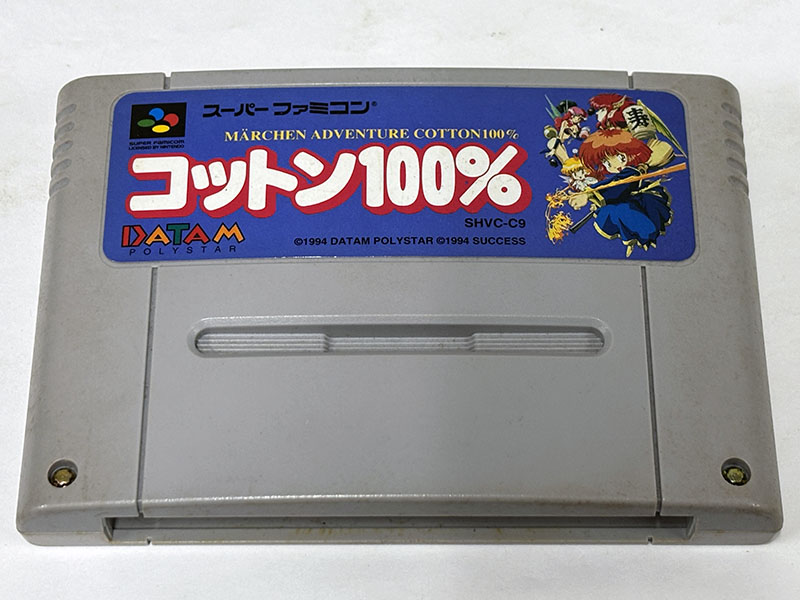 スーパーファミコン®
SUPER FAMICOM
LICENSED BY NINTENDO
MÄRCHEN ADVENTURE COTTON100%
コットン100%
SHVC-C9
DATAM
POLYSTAR
©1994 DATAM POLYSTAR ©1994 SUCCESS
寿